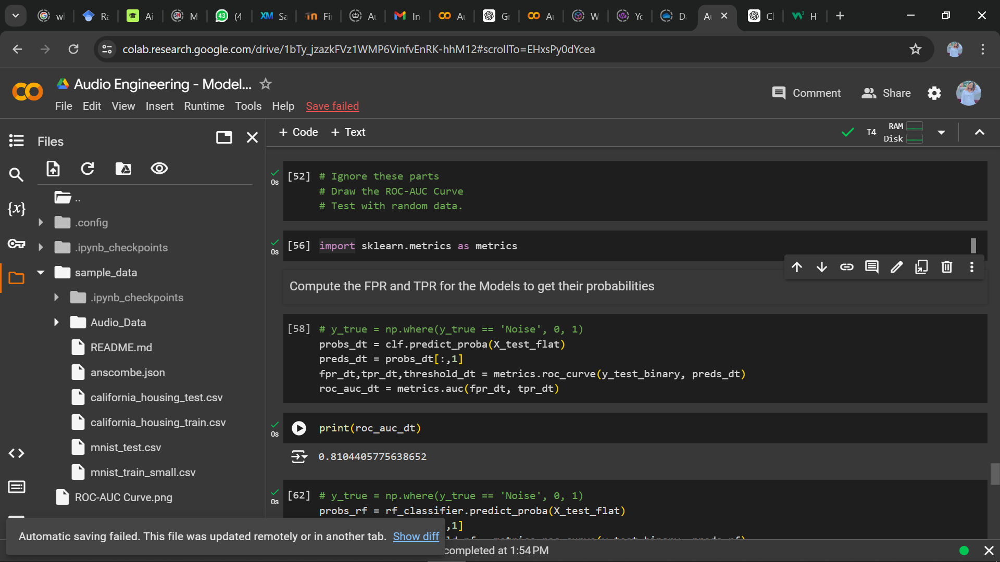 wl
Ra
Ai
M
43
(4
XM
Sa
Fi
Au
In
Au
G
Au
W
Yo
D
Au
Cl
W3
H
colab.research.google.com/drive/1bTy_jzazkFVz1WMP6VinfvEnRK-hhM12#scrollTo=EHxsPy0dYcea
Audio Engineering - Model...
Comment
Share
File Edit View Insert Runtime Tools Help Save failed
Files
+ Code + Text
T4
RAM
Disk
..
.config
.ipynb_checkpoints
sample_data
.ipynb_checkpoints
Audio_Data
README.md
anscombe.json
california_housing_test.csv
california_housing_train.csv
mnist_test.csv
mnist_train_small.csv
ROC-AUC Curve.png
0s
[52] # Ignore these parts
# Draw the ROC-AUC Curve
# Test with random data.
0s
[56] import sklearn.metrics as metrics
Compute the FPR and TPR for the Models to get their probabilities
[58] # y_true = np.where(y_true == 'Noise', 0, 1)
probs_dt = clf.predict_proba(X_test_flat)
preds_dt = probs_dt[:,1]
fpr_dt,tpr_dt,threshold_dt = metrics.roc_curve(y_test_binary, preds_dt)
roc_auc_dt = metrics.auc(fpr_dt, tpr_dt)
0s
print(roc_auc_dt)
0.8104405775638652
0s
[62] # y_true = np.where(y_true == 'Noise', 0, 1)
probs_rf = rf_classifier.predict_proba(X_test_flat)
,1]
Automatic saving failed. This file was updated remotely or in another tab. Show diff
completed at 1:54 PM